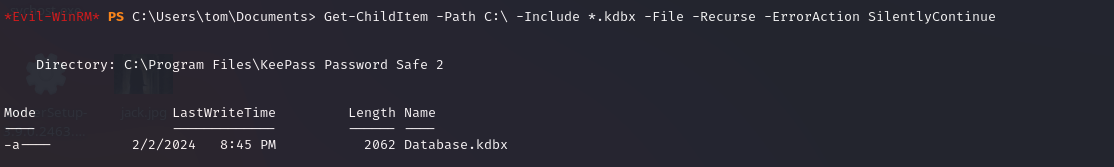 *Evil-WinRM* PS C:\Users\tom\Documents> Get-ChildItem -Path C:\ -Include *.kdbx -File -Recurse -ErrorAction SilentlyContinue
Directory: C:\Program Files\KeePass Password Safe 2
Mode LastWriteTime Length Name
---- ------------- ------ ----
-a---- 2/2/2024 8:45 PM 2062 Database.kdbx